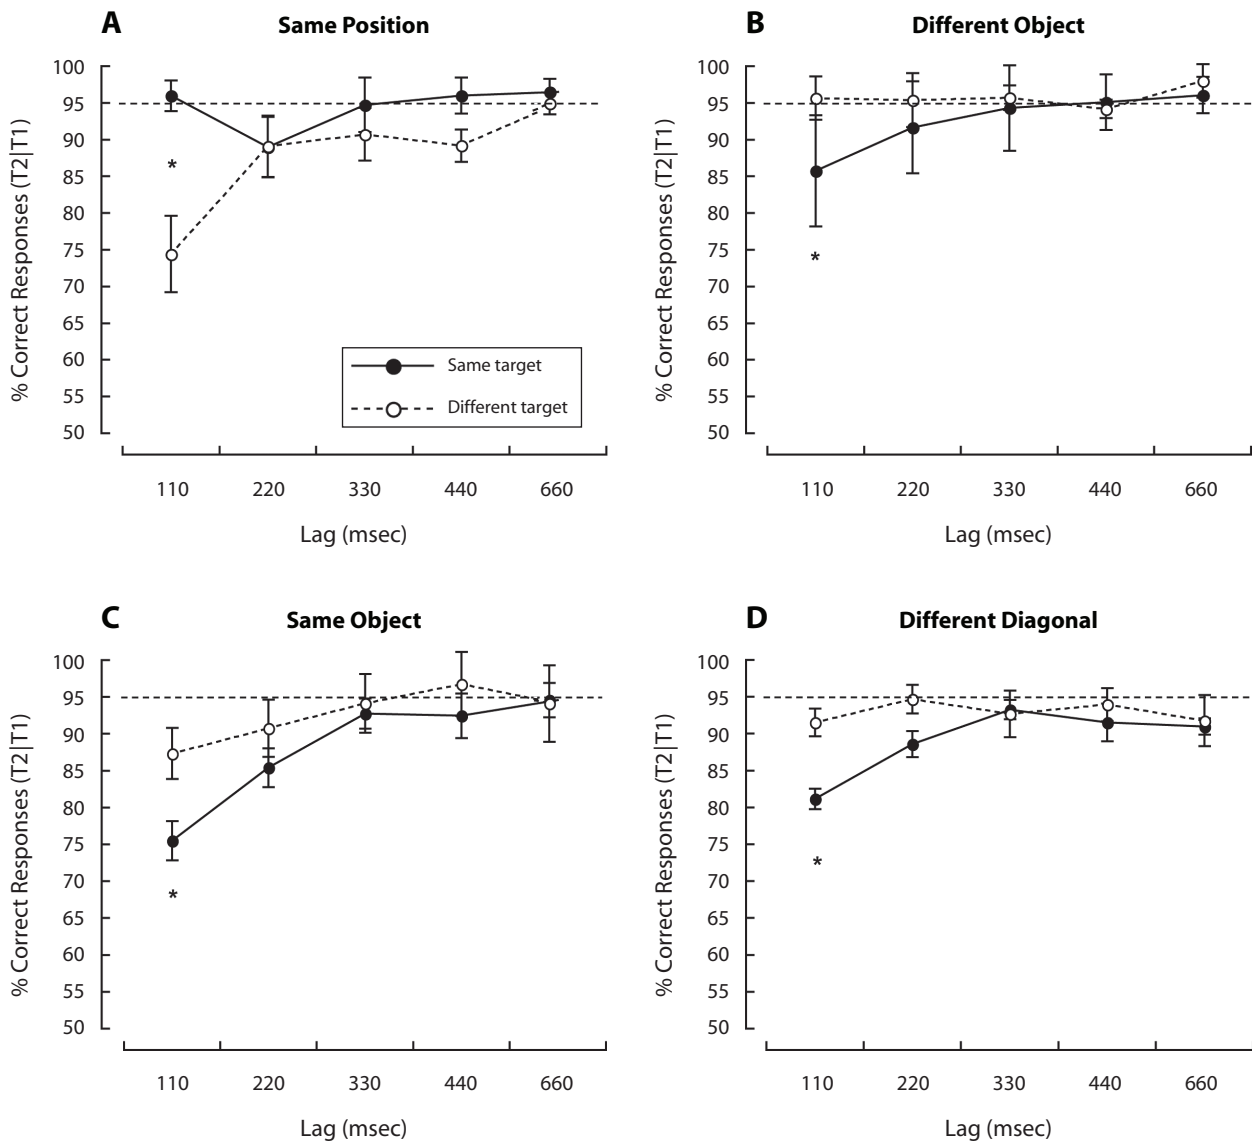 A Same Position
% Correct Responses (T2|T1)
100
95
90
85
80
75
70
65
60
55
50
*
Same target
Different target
110 220 330 440 660
Lag (msec)
B Different Object
% Correct Responses (T2|T1)
100
95
90
85
80
75
70
65
60
55
50
*
110 220 330 440 660
Lag (msec)
C Same Object
% Correct Responses (T2|T1)
100
95
90
85
80
75
70
65
60
55
50
*
110 220 330 440 660
Lag (msec)
D Different Diagonal
% Correct Responses (T2|T1)
100
95
90
85
80
75
70
65
60
55
50
*
110 220 330 440 660
Lag (msec)